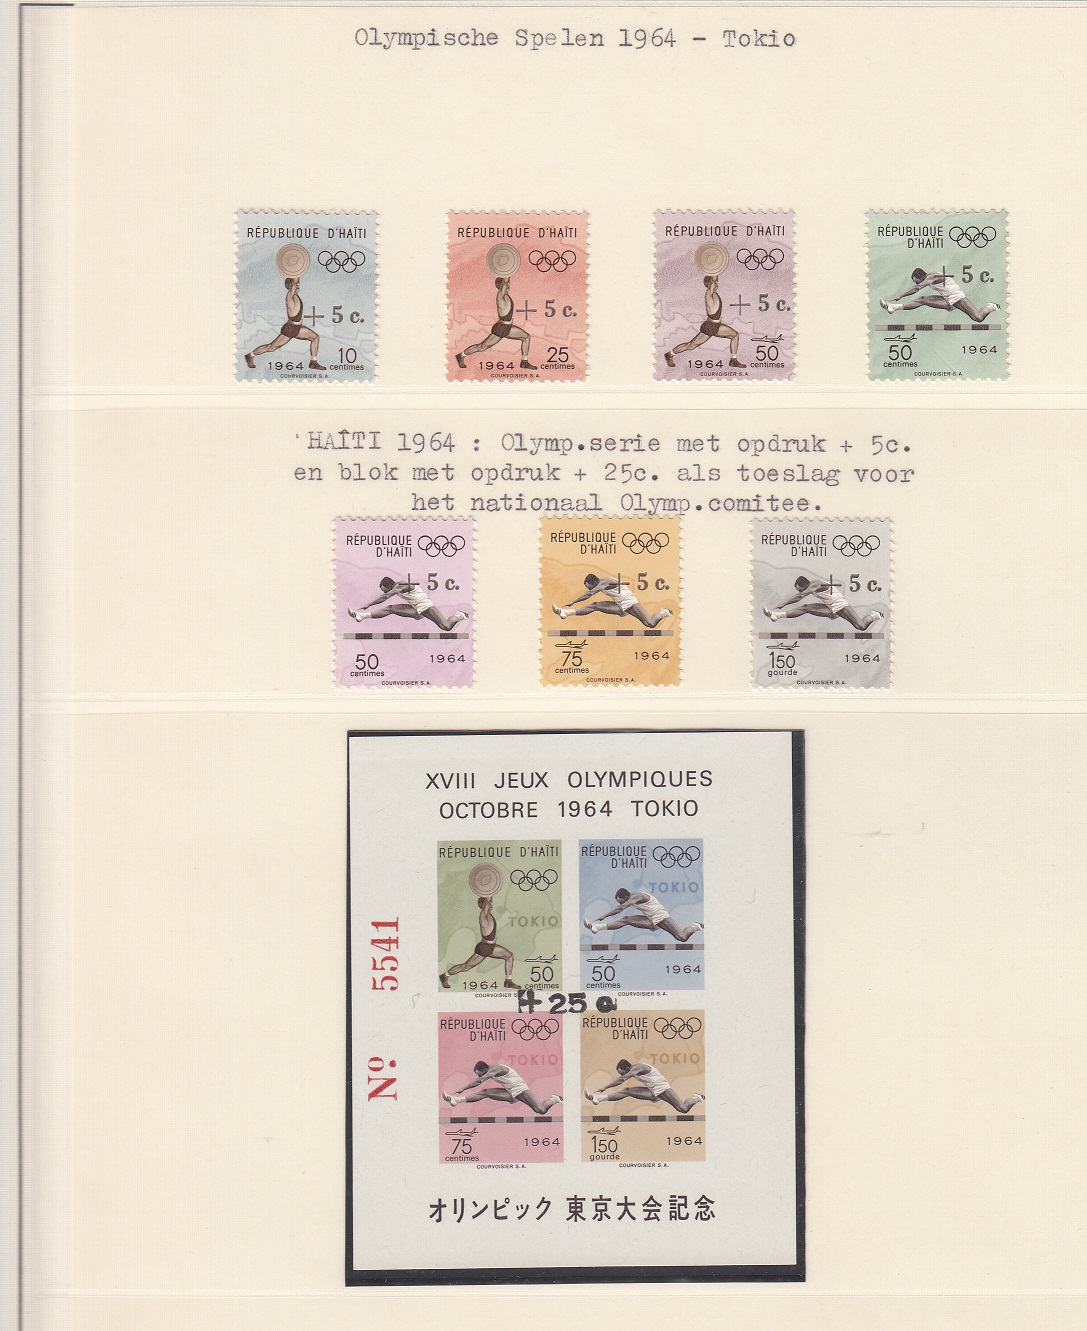 Olympische Spelen 1964 - Tokio
RÉPUBLIQUE D'HAÏTI
+ 5 c.
10
1964 centimes
COURVOISIER S.A.
RÉPUBLIQUE D'HAÏTI
+ 5 c.
25
1964 centimes
COURVOISIER S.A.
RÉPUBLIQUE D'HAÏTI
+ 5 c.
50
1964 centimes
COURVOISIER S.A.
RÉPUBLIQUE
D'HAÏTI
+ 5 c.
50 1964
centimes
COURVOISIER S.A.
'HAÎTI 1964 : Olymp.serie met opdruk + 5c.
en blok met opdruk + 25c. als toeslag voor
het nationaal Olymp.comitee.
RÉPUBLIQUE
D'HAÏTI
+ 5 c.
50 1964
centimes
COURVOISIER S.A.
RÉPUBLIQUE
D'HAÏTI
+ 5 c.
75 1964
centimes
COURVOISIER S.A.
RÉPUBLIQUE
D'HAÏTI
+ 5 c.
150 1964
gourde
COURVOISIER S.A.
XVIII JEUX OLYMPIQUES
OCTOBRE 1964 TOKIO
RÉPUBLIQUE D'HAÏTI
TOKIO
50
1964 centimes
COURVOISIER S.A.
RÉPUBLIQUE
D'HAÏTI
TOKIO
50 1964
centimes
COURVOISIER S.A.
+ 25 c
RÉPUBLIQUE
D'HAÏTI
TOKIO
75 1964
centimes
COURVOISIER S.A.
RÉPUBLIQUE
D'HAÏTI
TOKIO
150 1964
gourde
COURVOISIER S.A.
Nº. 5541
オリンピック 東京大会記念